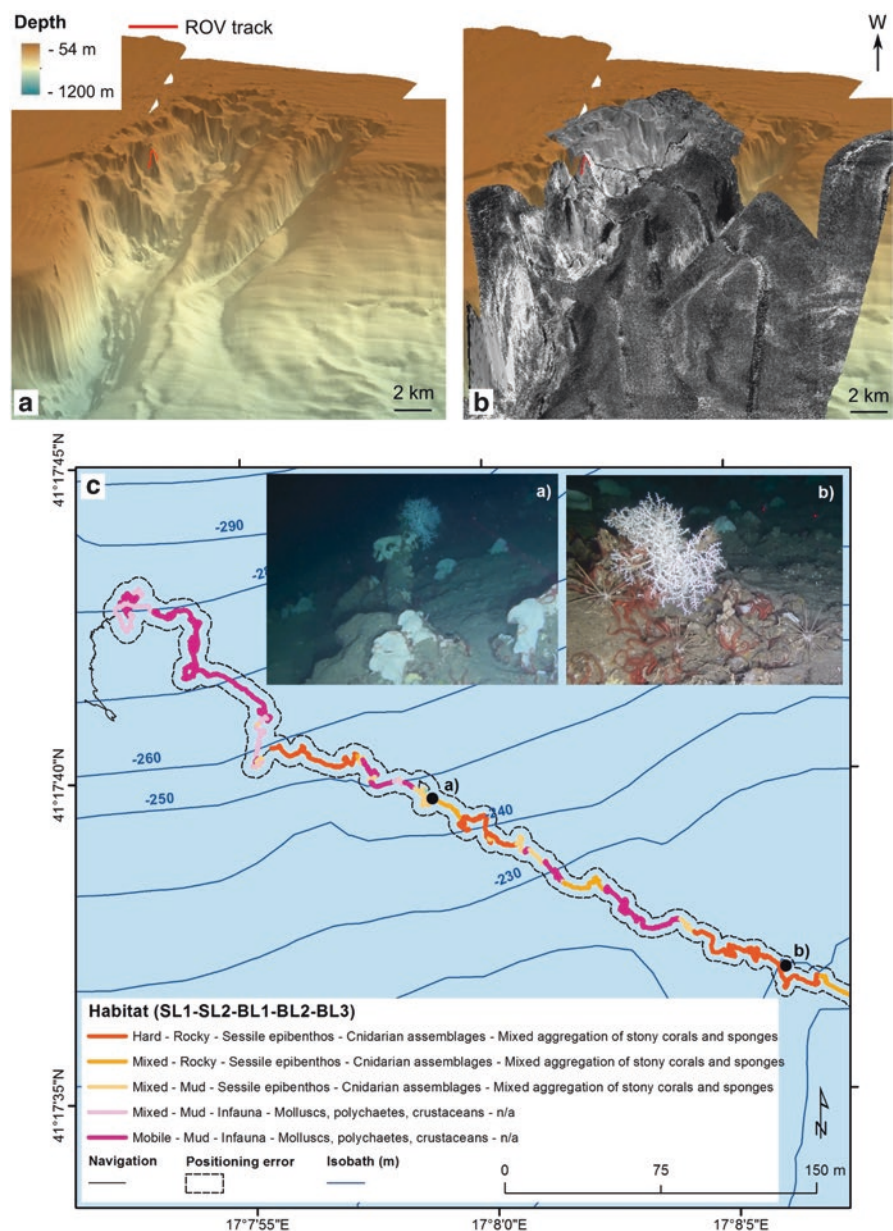 Depth
ROV track
- 54 m
- 1200 m
a
2 km
W
b
2 km
c
41°17'45"N
41°17'40"N
41°17'35"N
a)
b)
-290
-28
-260
-250
-240
-230
a)
b)
Habitat (SL1-SL2-BL1-BL2-BL3)
Hard - Rocky - Sessile epibenthos - Cnidarian assemblages - Mixed aggregation of stony corals and sponges
Mixed - Rocky - Sessile epibenthos - Cnidarian assemblages - Mixed aggregation of stony corals and sponges
Mixed - Mud - Sessile epibenthos - Cnidarian assemblages - Mixed aggregation of stony corals and sponges
Mixed - Mud - Infauna - Molluscs, polychaetes, crustaceans - n/a
Mobile - Mud - Infauna - Molluscs, polychaetes, crustaceans - n/a
Navigation Positioning error Isobath (m)
0 75 150 m
N
17°7'55"E 17°8'0"E 17°8'5"E